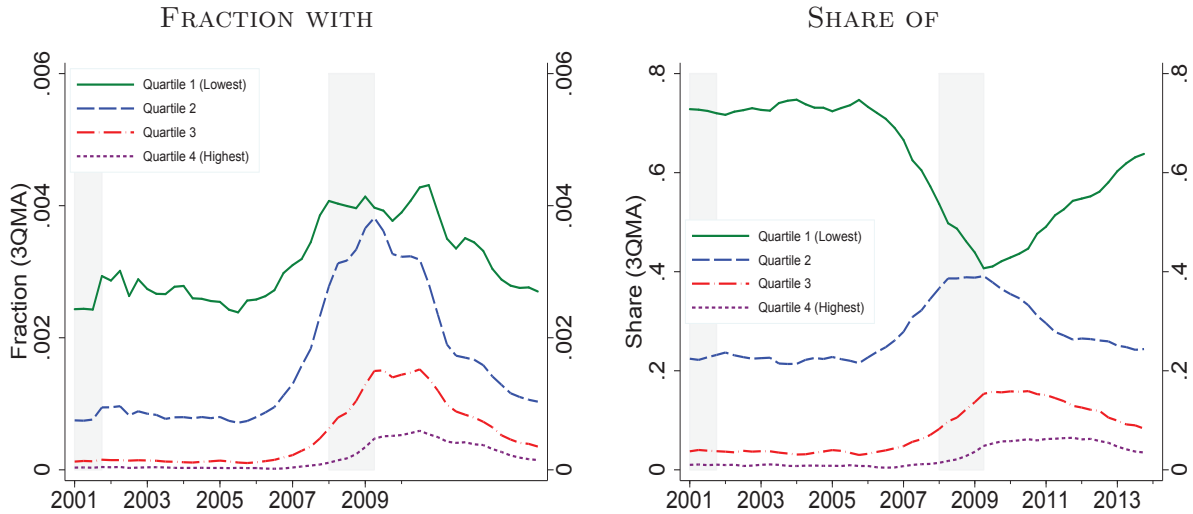 FRACTION WITH
.006
.004
.002
0
Fraction (3QMA)
Quartile 1 (Lowest)
Quartile 2
Quartile 3
Quartile 4 (Highest)
.006
.004
.002
0
2001 2003 2005 2007 2009
SHARE OF
.8
.6
.4
.2
0
Share (3QMA)
Quartile 1 (Lowest)
Quartile 2
Quartile 3
Quartile 4 (Highest)
.8
.6
.4
.2
0
2001 2003 2005 2007 2009 2011 2013